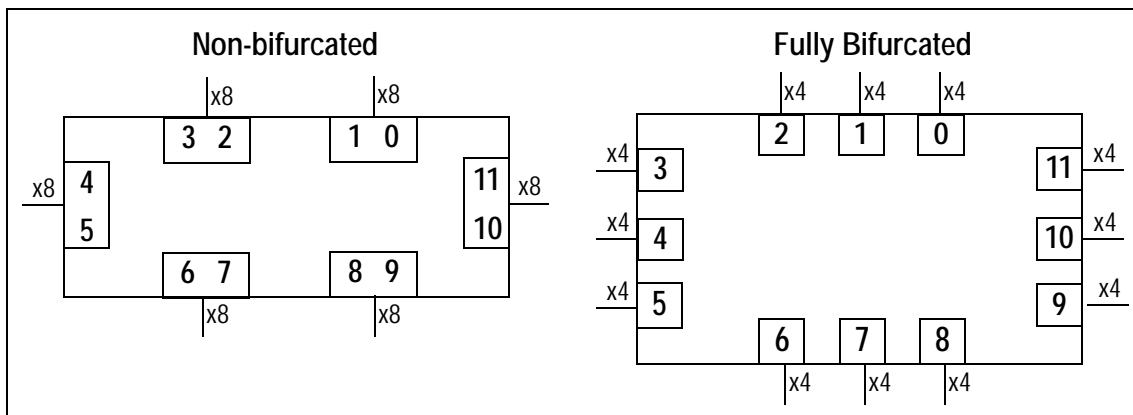 Non-bifurcated
x8 x8
3 2 1 0
x8 4 11 x8
5 10
6 7 8 9
x8 x8
Fully Bifurcated
x4 x4 x4
2 1 0
x4 3 11 x4
x4 4 10 x4
x4 5 9 x4
6 7 8
x4 x4 x4